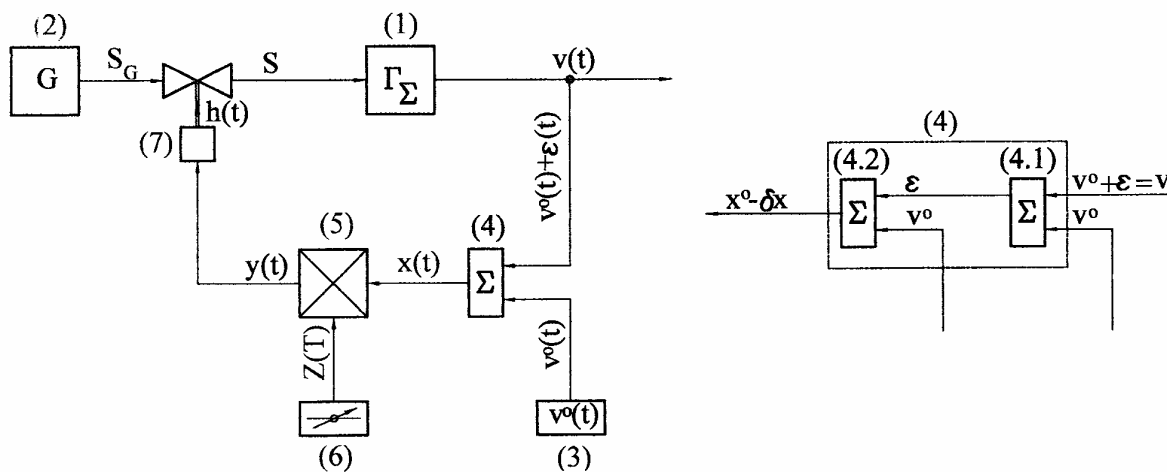 (2)
G
S_G
h(t)
(7)
S
(1)
Γ_Σ
v(t)
v°(t)+ε(t)
(5)
y(t)
x(t)
(4)
Σ
Z(T)
v°(t)
(6)
v°(t)
(3)
(4)
(4.2)
(4.1)
x°-δx
Σ
ε
v°
Σ
v°+ε=v
v°